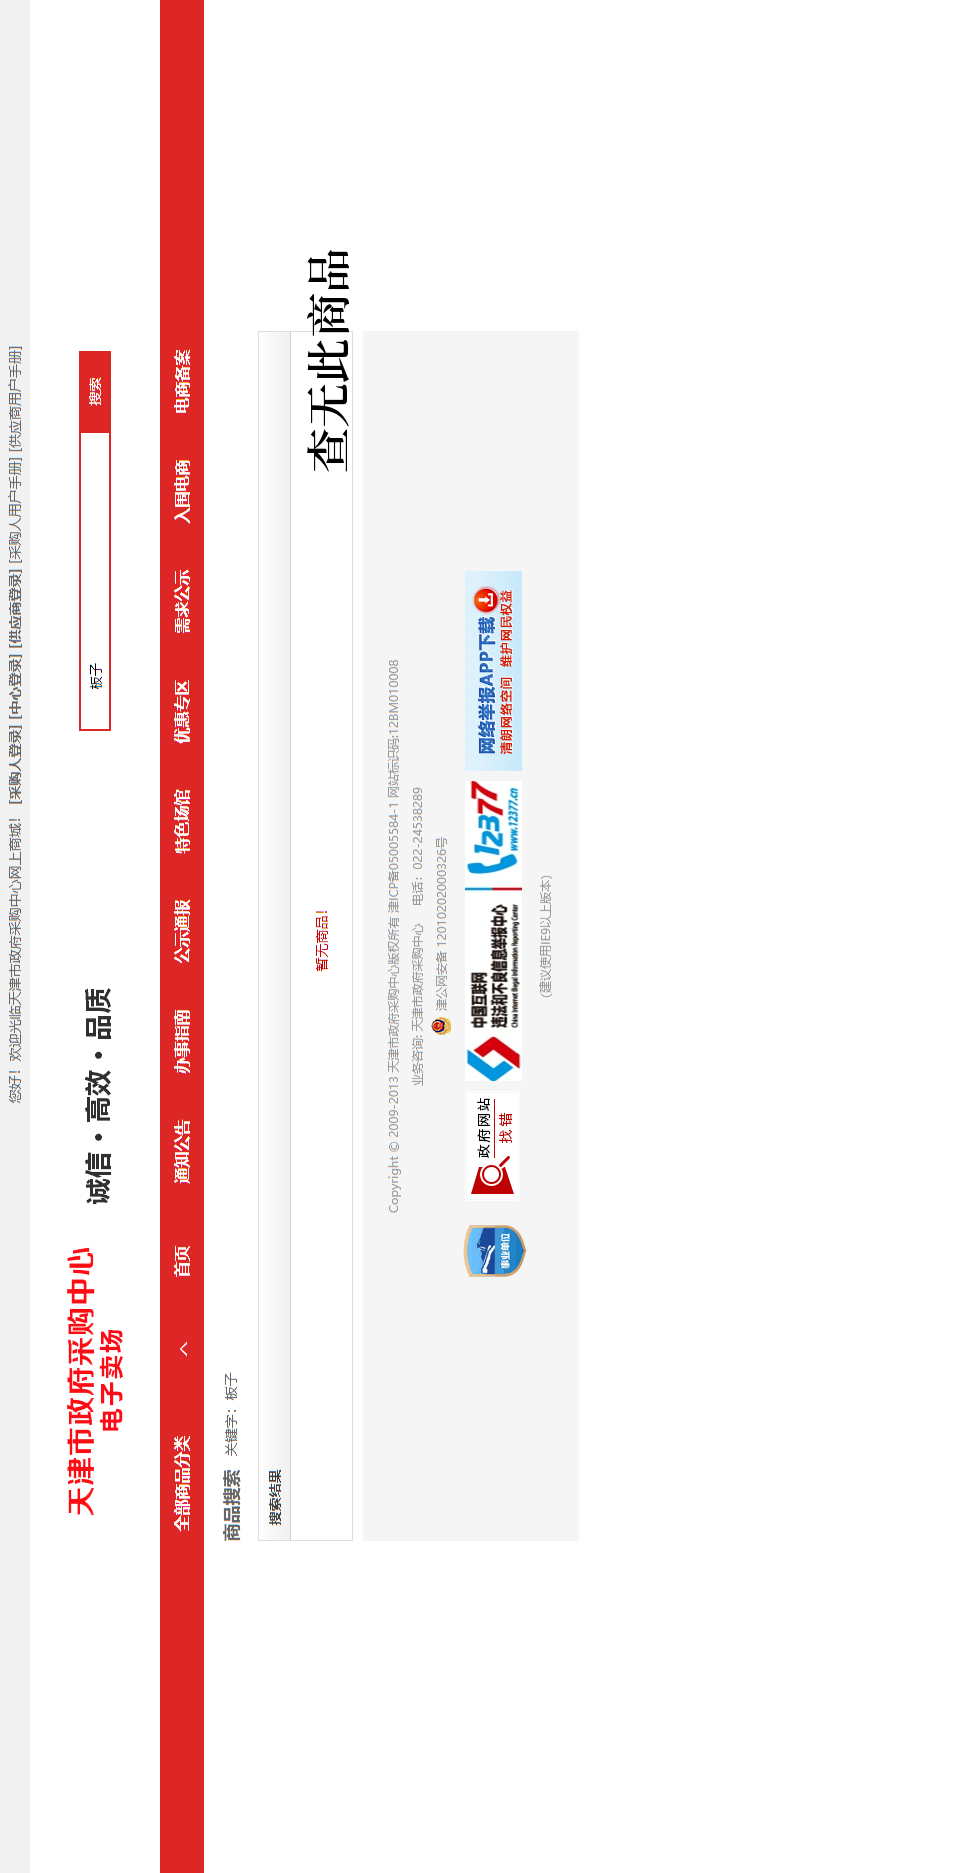 您好！欢迎光临天津市政府采购中心网上商城！ [采购人登录] [中心登录] [供应商登录] [采购人用户手册] [供应商用户手册]
天津市政府采购中心
电子卖场
诚信·高效·品质
板子
搜索
全部商品分类 首页 通知公告 办事指南 公示通报 特色场馆 优惠专区 需求公示 入围电商 电商备案
商品搜索 关键字：板子
搜索结果
暂无商品！
查无此商品
Copyright © 2009-2013 天津市政府采购中心版权所有 津ICP备05005584-1 网站标识码:12BM010008
业务咨询: 天津市政府采购中心 电话：022-24538289
津公网安备 12010202000326号
事业单位
政府网站
找错
中国互联网
违法和不良信息举报中心
China Internet Illegal Information Reporting Center
12377
www.12377.cn
网络举报APP下载
清朗网络空间 维护网民权益
(建议使用IE9以上版本)